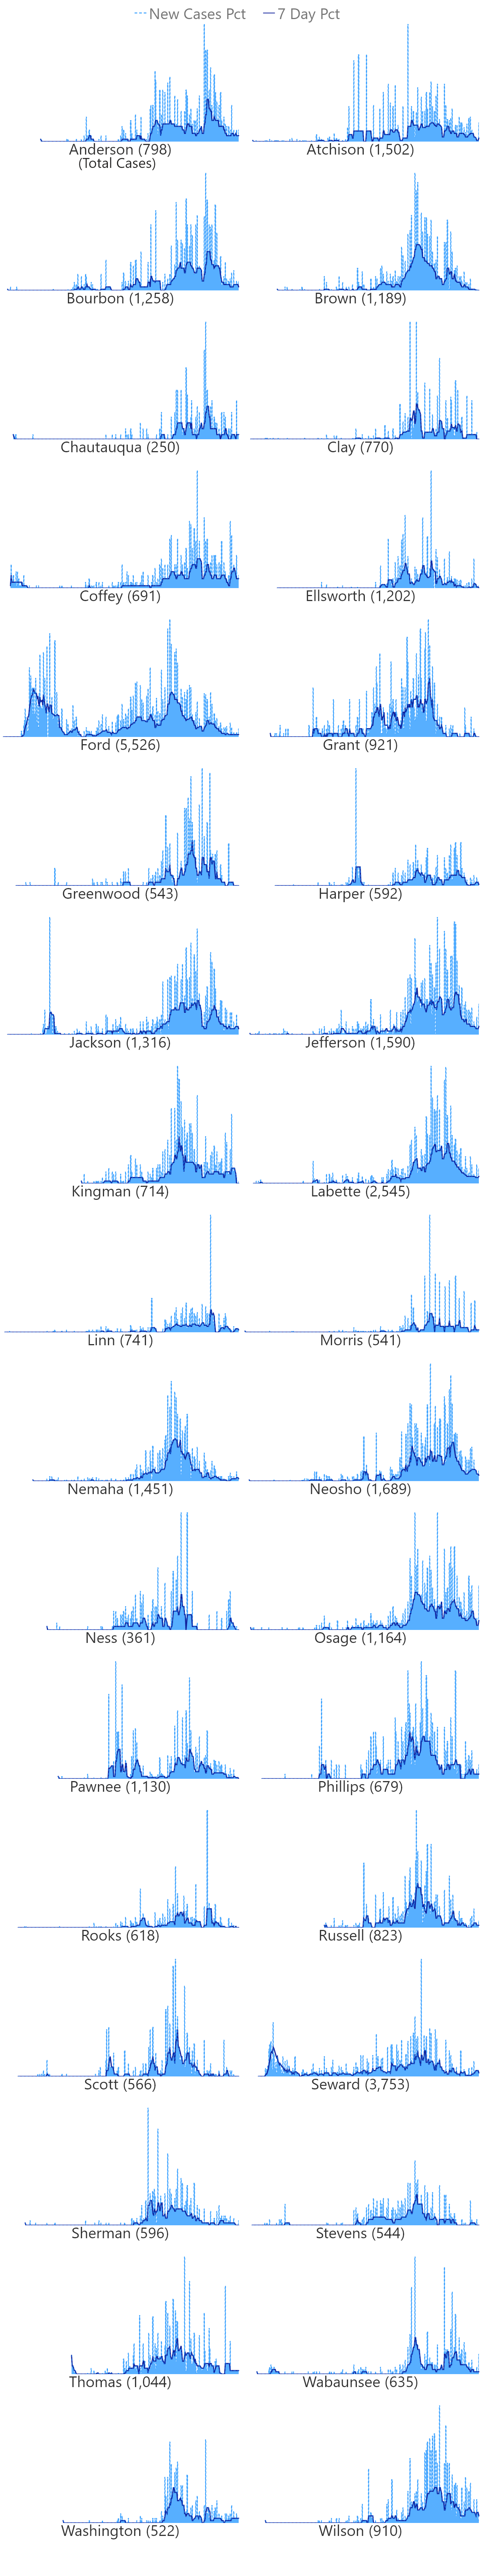 New Cases Pct 7 Day Pct
Anderson (798) Atchison (1,502)
(Total Cases)
Bourbon (1,258) Brown (1,189)
Chautauqua (250) Clay (770)
Coffey (691) Ellsworth (1,202)
Ford (5,526) Grant (921)
Greenwood (543) Harper (592)
Jackson (1,316) Jefferson (1,590)
Kingman (714) Labette (2,545)
Linn (741) Morris (541)
Nemaha (1,451) Neosho (1,689)
Ness (361) Osage (1,164)
Pawnee (1,130) Phillips (679)
Rooks (618) Russell (823)
Scott (566) Seward (3,753)
Sherman (596) Stevens (544)
Thomas (1,044) Wabaunsee (635)
Washington (522) Wilson (910)